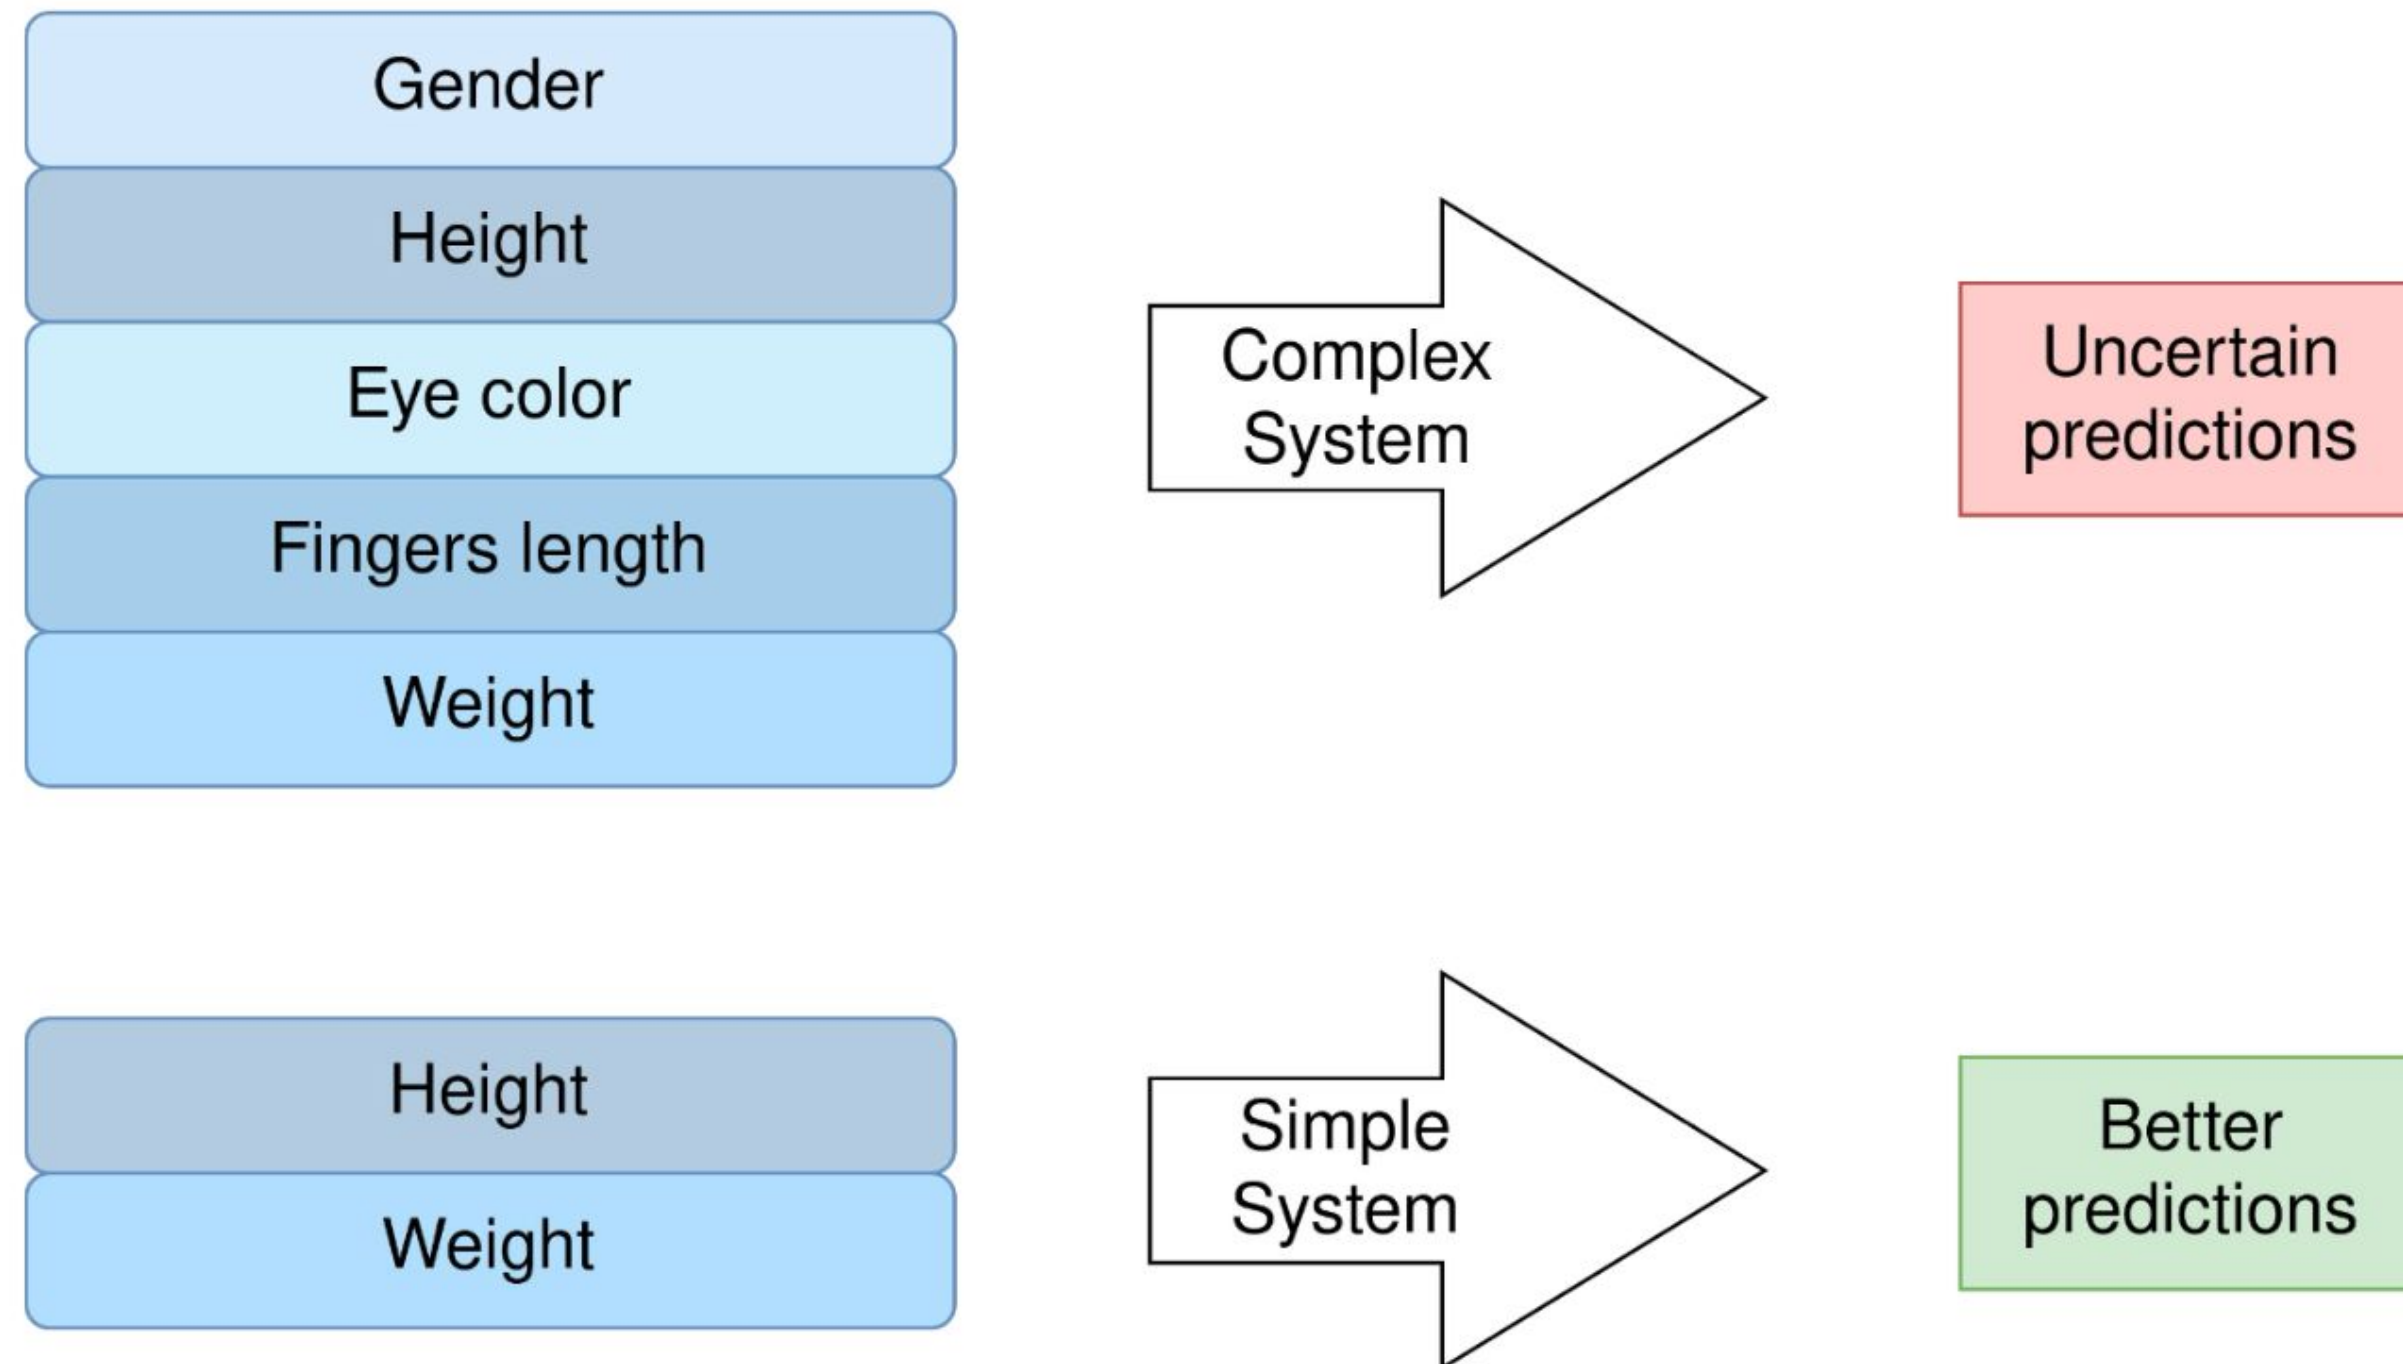 Gender
Height
Eye color
Fingers length
Weight
Complex
System
Uncertain
predictions
Height
Weight
Simple
System
Better
predictions